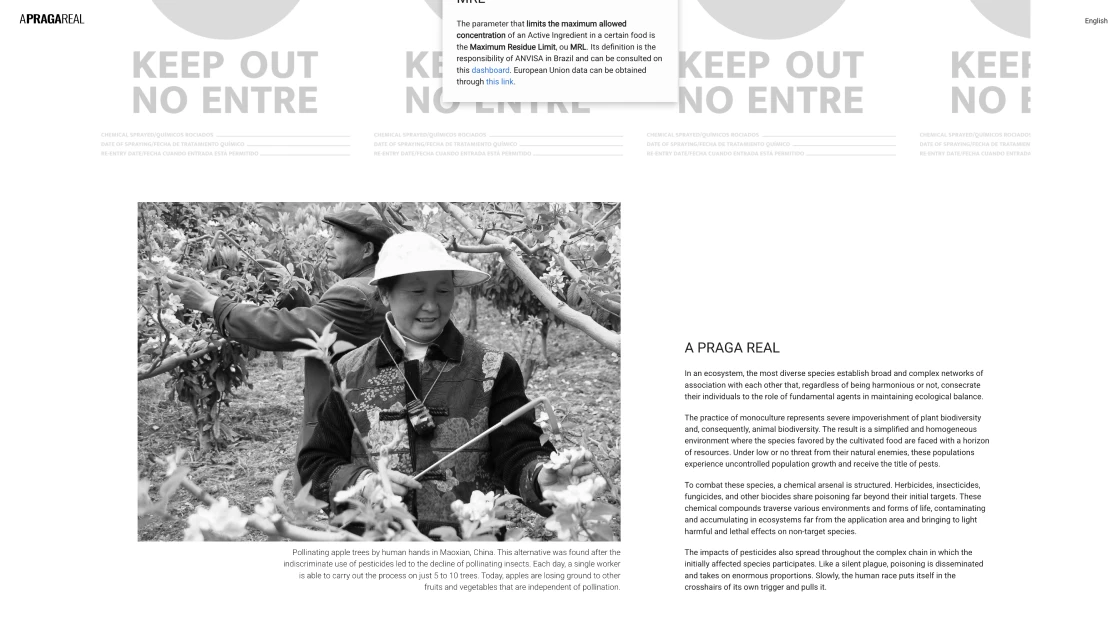 APRAGAREAL
English
MRL
The parameter that limits the maximum allowed
concentration of an Active Ingredient in a certain food is
the Maximum Residue Limit, ou MRL. Its definition is the
responsibility of ANVISA in Brazil and can be consulted on
this dashboard. European Union data can be obtained
through this link.
KEEP OUT
NO ENTRE
CHEMICAL SPRAYED/QUÍMICOS ROCIADOS
DATE OF SPRAYING/FECHA DE TRATAMIENTO QUÍMICO
RE-ENTRY DATE/FECHA CUANDO ENTRADA ESTÁ PERMITIDO
KE
NO ENTRE
CHEMICAL SPRAYED/QUÍMICOS ROCIADOS
DATE OF SPRAYING/FECHA DE TRATAMIENTO QUÍMICO
RE-ENTRY DATE/FECHA CUANDO ENTRADA ESTÁ PERMITIDO
KEEP OUT
NO ENTRE
CHEMICAL SPRAYED/QUÍMICOS ROCIADOS
DATE OF SPRAYING/FECHA DE TRATAMIENTO QUÍMICO
RE-ENTRY DATE/FECHA CUANDO ENTRADA ESTÁ PERMITIDO
KEEP
NO E
CHEMICAL SPRAYED/QUÍMICOS ROCIADOS
DATE OF SPRAYING/FECHA DE TRATAMIEN
RE-ENTRY DATE/FECHA CUANDO ENTRADA
Pollinating apple trees by human hands in Maoxian, China. This alternative was found after the
indiscriminate use of pesticides led to the decline of pollinating insects. Each day, a single worker
is able to carry out the process on just 5 to 10 trees. Today, apples are losing ground to other
fruits and vegetables that are independent of pollination.
A PRAGA REAL
In an ecosystem, the most diverse species establish broad and complex networks of
association with each other that, regardless of being harmonious or not, consecrate
their individuals to the role of fundamental agents in maintaining ecological balance.
The practice of monoculture represents severe impoverishment of plant biodiversity
and, consequently, animal biodiversity. The result is a simplified and homogeneous
environment where the species favored by the cultivated food are faced with a horizon
of resources. Under low or no threat from their natural enemies, these populations
experience uncontrolled population growth and receive the title of pests.
To combat these species, a chemical arsenal is structured. Herbicides, insecticides,
fungicides, and other biocides share poisoning far beyond their initial targets. These
chemical compounds traverse various environments and forms of life, contaminating
and accumulating in ecosystems far from the application area and bringing to light
harmful and lethal effects on non-target species.
The impacts of pesticides also spread throughout the complex chain in which the
initially affected species participates. Like a silent plague, poisoning is disseminated
and takes on enormous proportions. Slowly, the human race puts itself in the
crosshairs of its own trigger and pulls it.